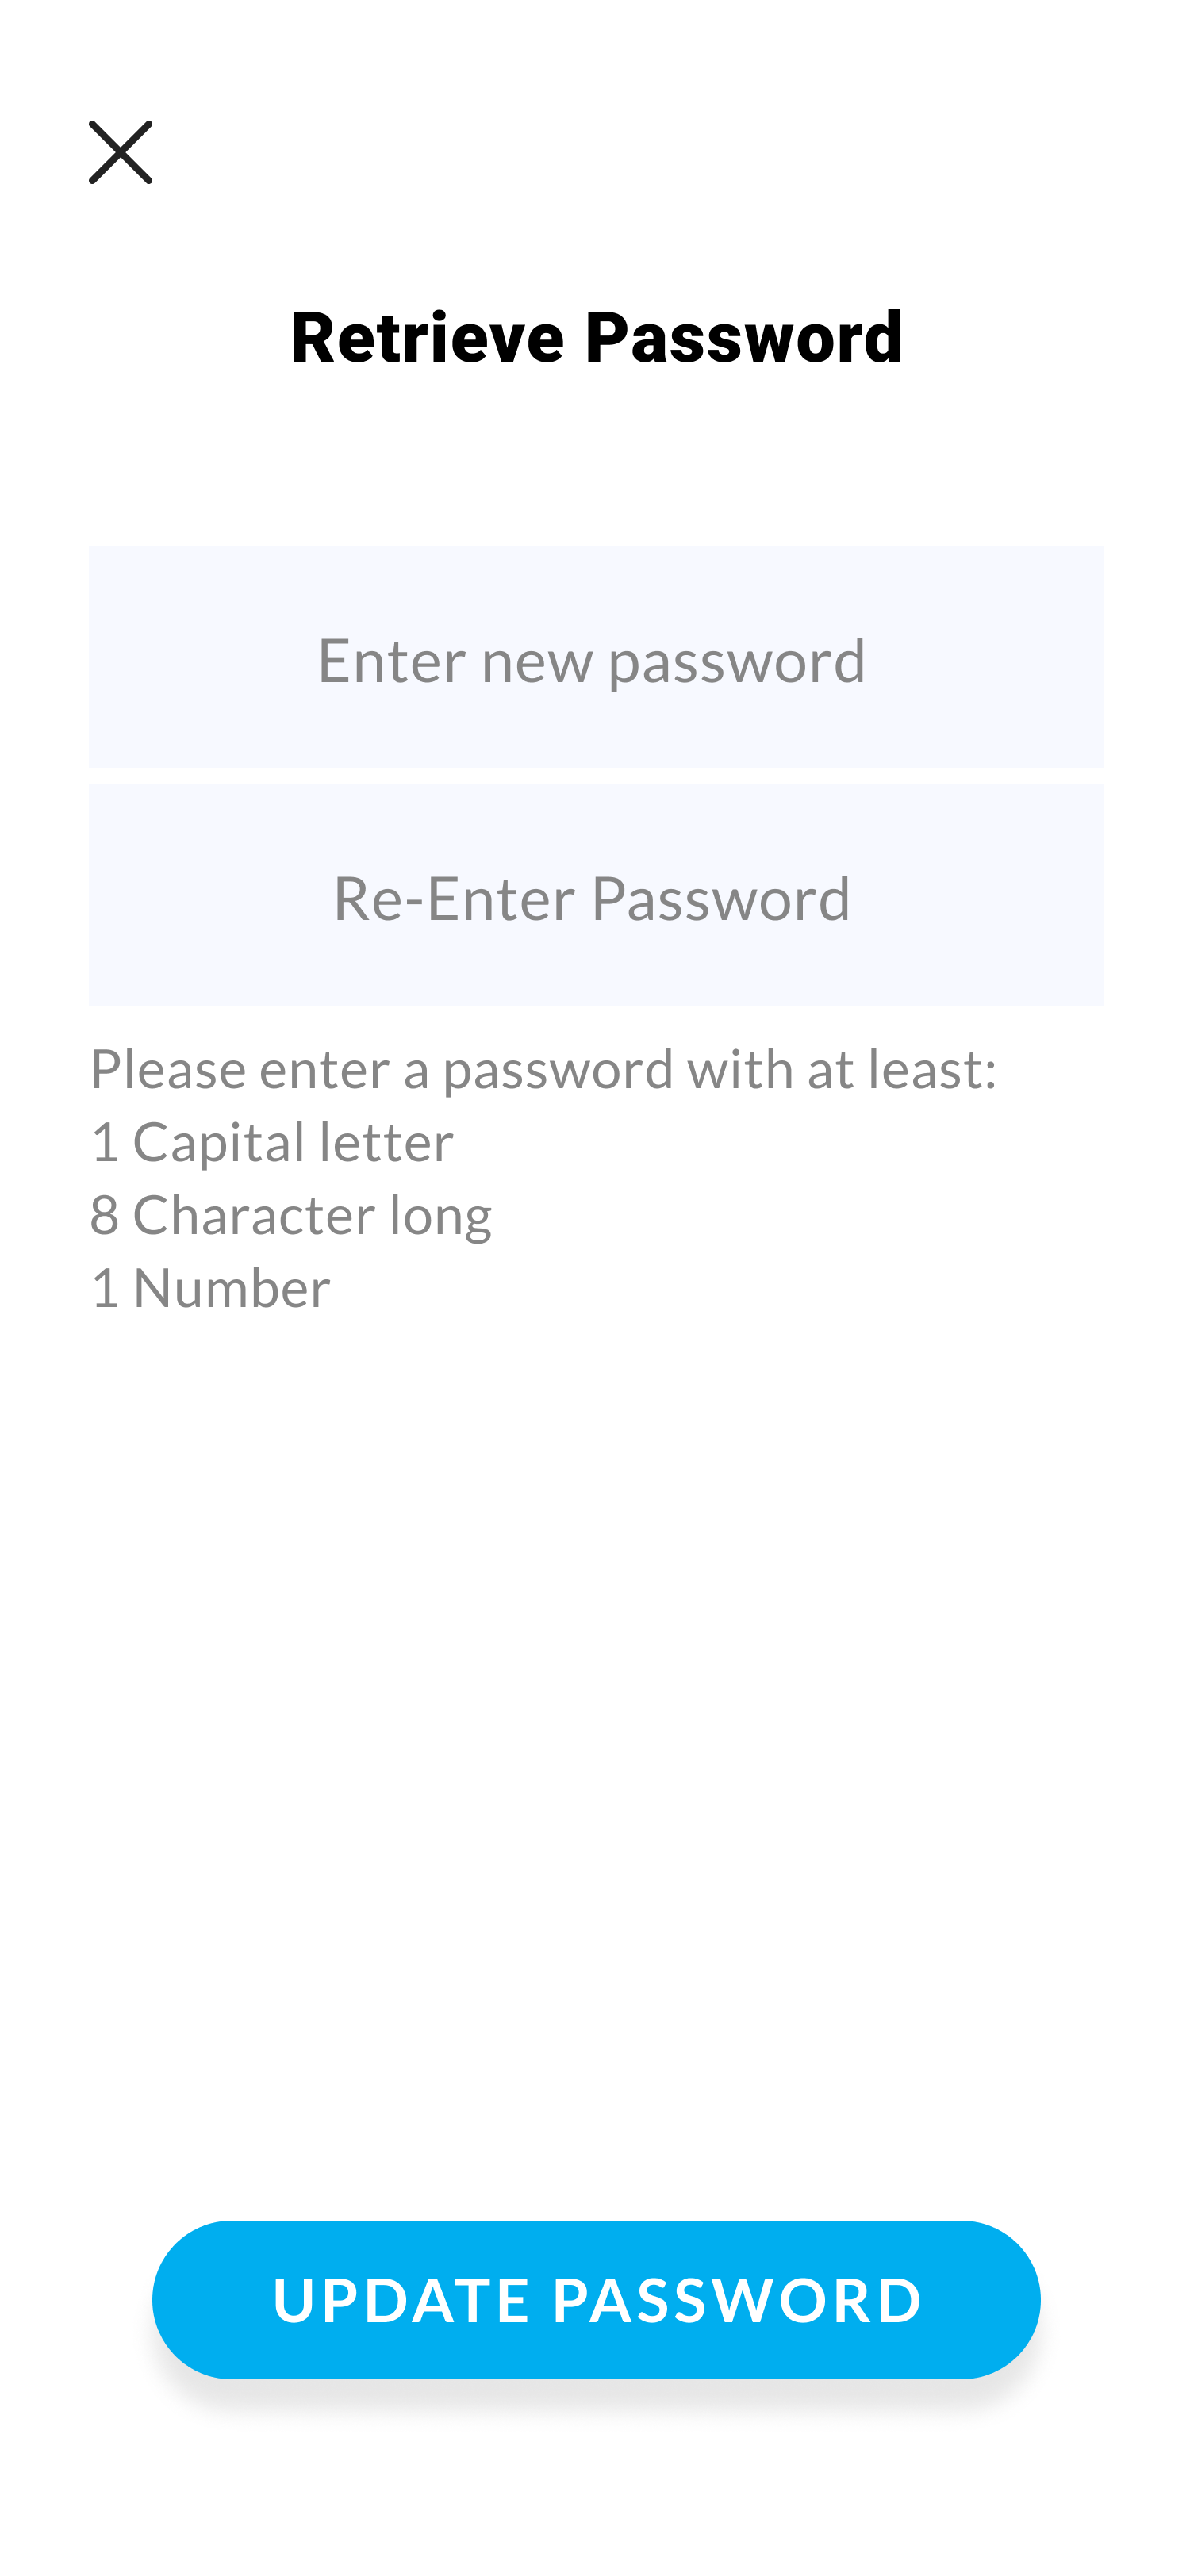 Retrieve Password
Enter new password
Re-Enter Password
Please enter a password with at least:
1 Capital letter
8 Character long
1 Number
UPDATE PASSWORD